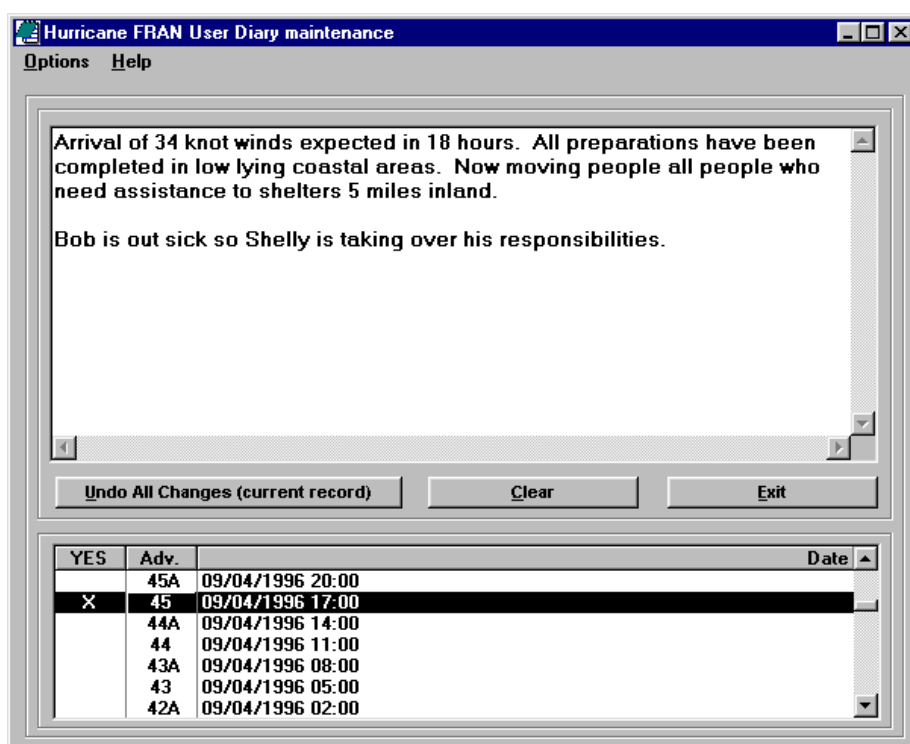 Hurricane FRAN User Diary maintenance
Options Help
Arrival of 34 knot winds expected in 18 hours. All preparations have been
completed in low lying coastal areas. Now moving people all people who
need assistance to shelters 5 miles inland.
Bob is out sick so Shelly is taking over his responsibilities.
Undo All Changes (current record) Clear Exit
YES Adv. Date
45A 09/04/1996 20:00
X 45 09/04/1996 17:00
44A 09/04/1996 14:00
44 09/04/1996 11:00
43A 09/04/1996 08:00
43 09/04/1996 05:00
42A 09/04/1996 02:00